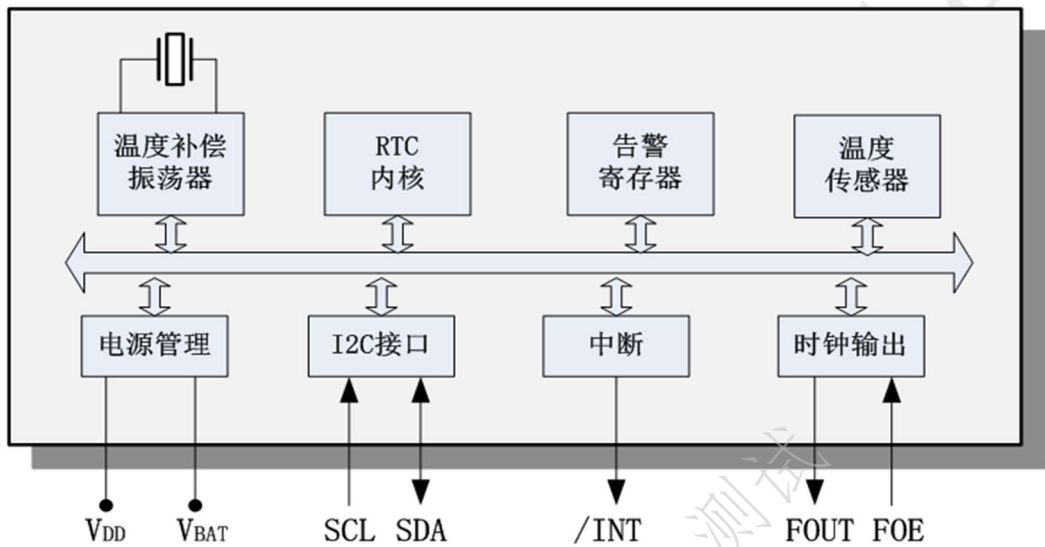 温度补偿
振荡器
RTC
内核
告警
寄存器
温度
传感器
电源管理
I2C接口
中断
时钟输出
VDD
VBAT
SCL
SDA
/INT
FOUT
FOE
测试